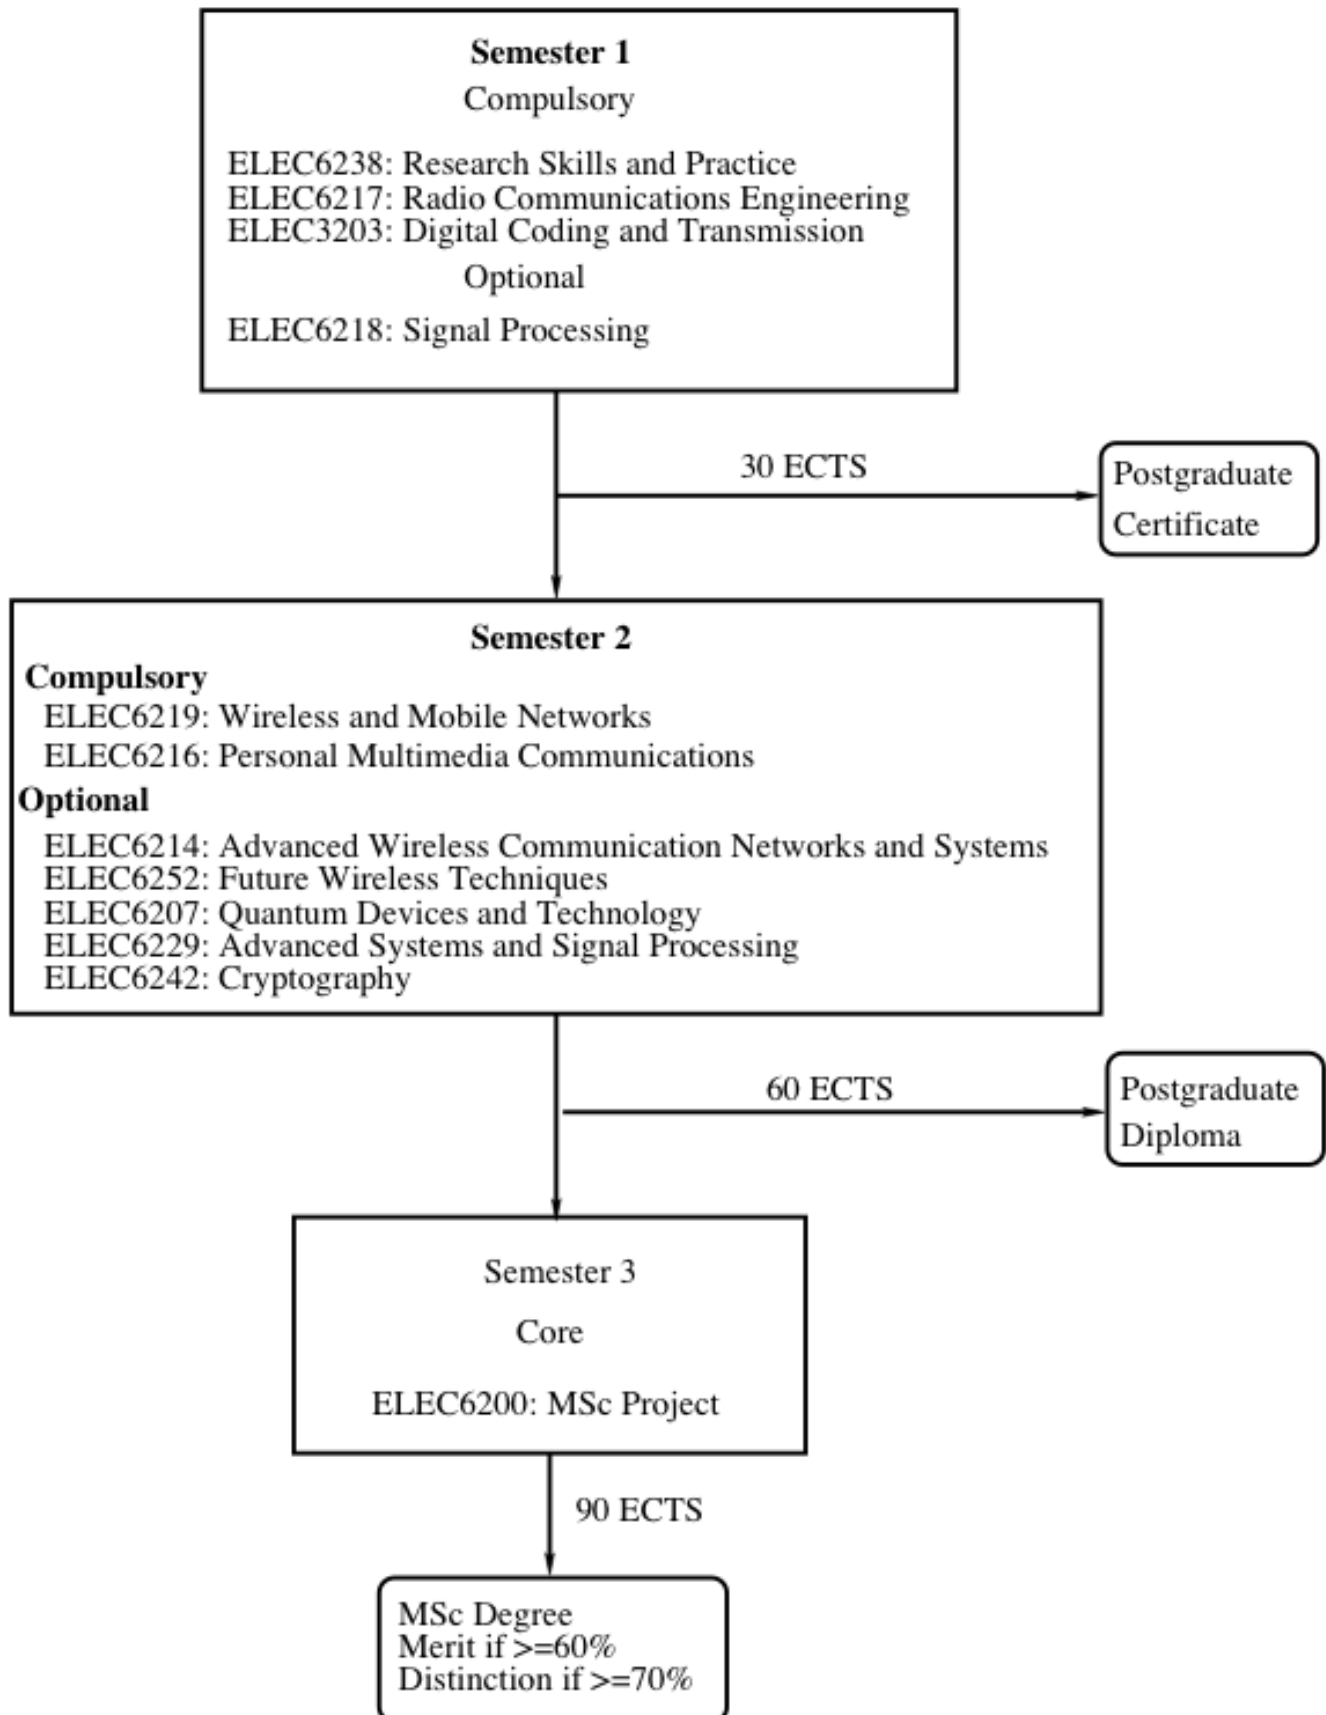 Semester 1
Compulsory
ELEC6238: Research Skills and Practice
ELEC6217: Radio Communications Engineering
ELEC3203: Digital Coding and Transmission
Optional
ELEC6218: Signal Processing
30 ECTS
Postgraduate
Certificate
Semester 2
Compulsory
ELEC6219: Wireless and Mobile Networks
ELEC6216: Personal Multimedia Communications
Optional
ELEC6214: Advanced Wireless Communication Networks and Systems
ELEC6252: Future Wireless Techniques
ELEC6207: Quantum Devices and Technology
ELEC6229: Advanced Systems and Signal Processing
ELEC6242: Cryptography
60 ECTS
Postgraduate
Diploma
Semester 3
Core
ELEC6200: MSc Project
90 ECTS
MSc Degree
Merit if >=60%
Distinction if >=70%